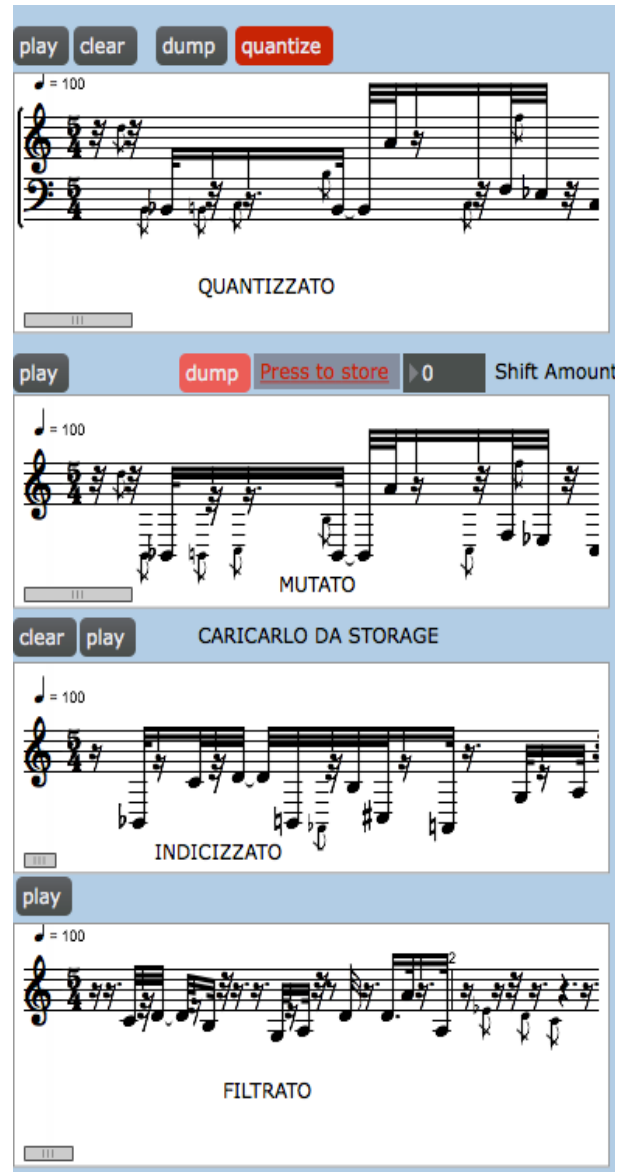 play clear dump quantize
= 100
5
4
5
4
QUANTIZZATO
play dump Press to store 0 Shift Amount
= 100
5
4
MUTATO
clear play CARICARLO DA STORAGE
= 100
5
4
INDICIZZATO
play
= 100
2
5
4
FILTRATO